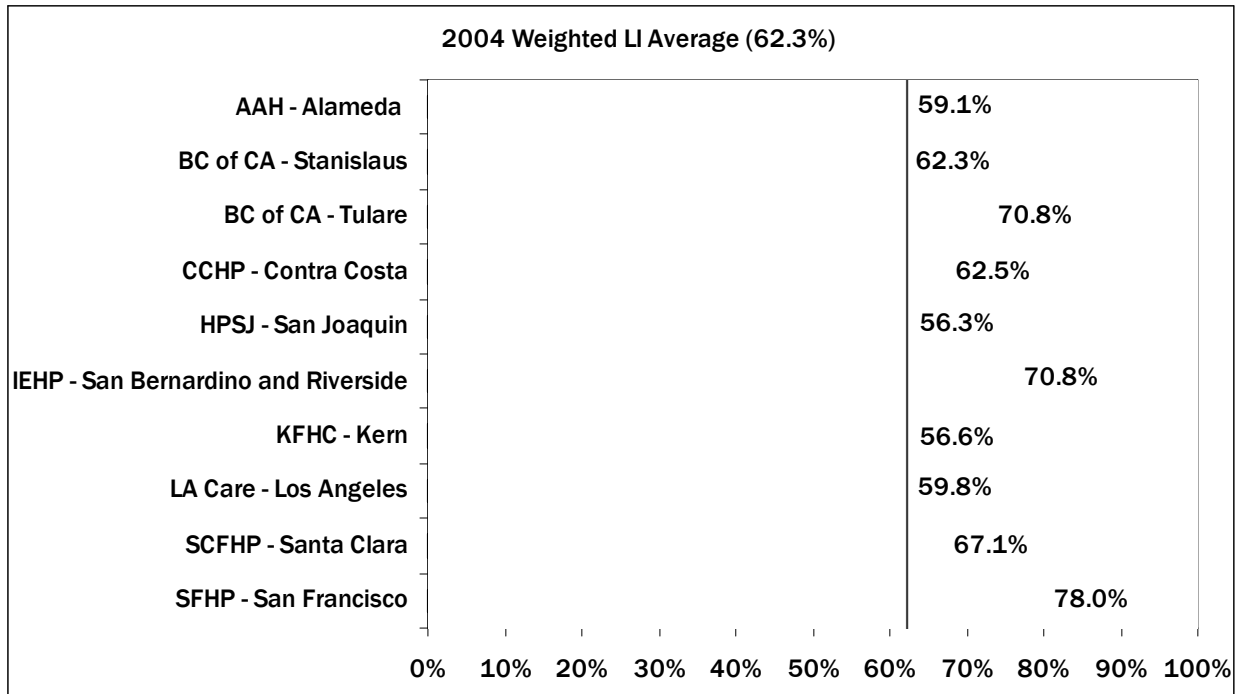 2004 Weighted LI Average (62.3%)
AAH - Alameda 59.1%
BC of CA - Stanislaus 62.3%
BC of CA - Tulare 70.8%
CCHP - Contra Costa 62.5%
HPSJ - San Joaquin 56.3%
IEHP - San Bernardino and Riverside 70.8%
KFHC - Kern 56.6%
LA Care - Los Angeles 59.8%
SCFHP - Santa Clara 67.1%
SFHP - San Francisco 78.0%
0% 10% 20% 30% 40% 50% 60% 70% 80% 90% 100%